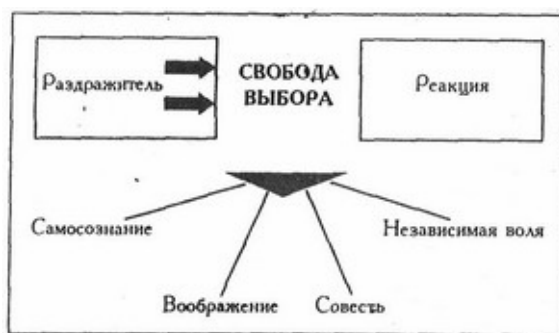 Раздражитель
СВОБОДА
ВЫБОРА
Реакция
Самосознание
Независимая воля
Воображение
Совесть